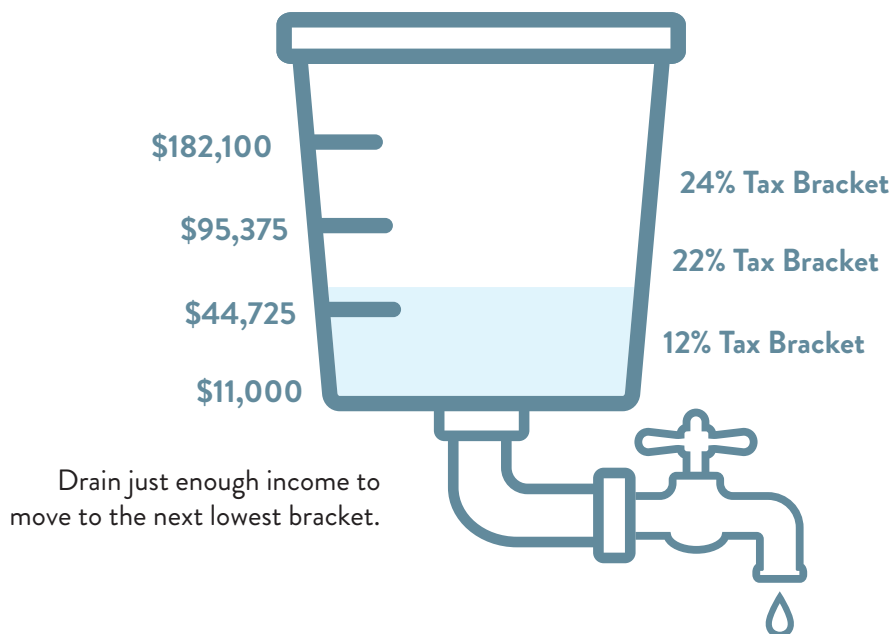 $182,100
24% Tax Bracket
$95,375
22% Tax Bracket
$44,725
12% Tax Bracket
$11,000
Drain just enough income to
move to the next lowest bracket.